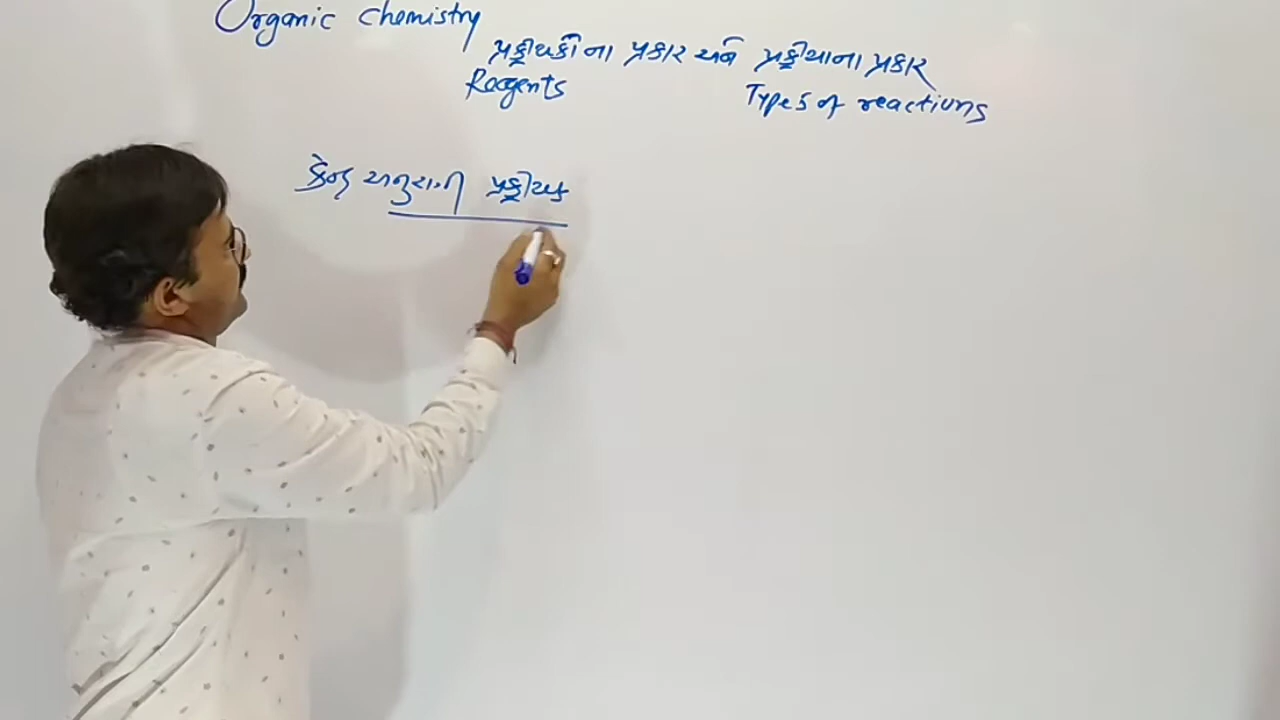 Organic Chemistry
પ્રક્રીયકોના પ્રકાર અને પ્રક્રીયાના પ્રકાર
Reagents Types of reactions
કેન્દ્ર અનુરાગી પ્રક્રીયક